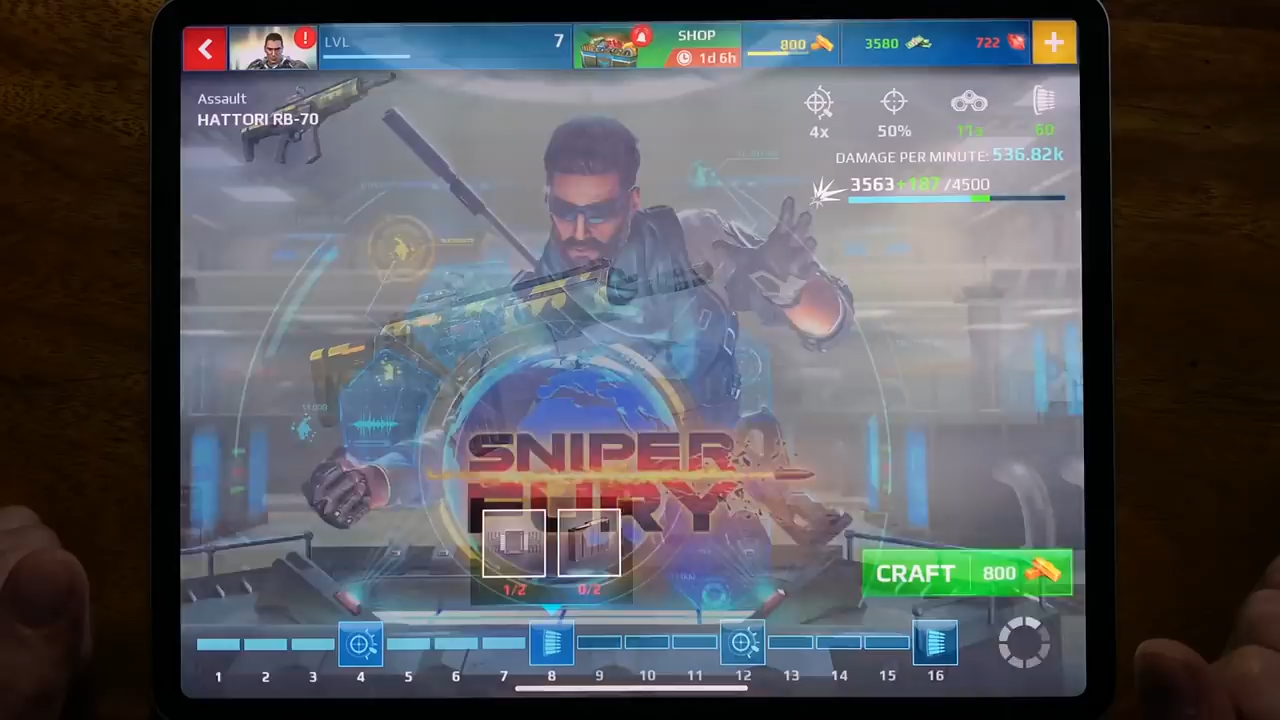 LVL 7
SHOP
1d 6h
800
3580
722
Assault
HATTORI RB-70
4x
50%
60
DAMAGE PER MINUTE: 536.82k
3563+187/4500
SNIPER
FURY
1/2
0/2
CRAFT 800
1 2 3 4 5 6 7 8 9 10 11 12 13 14 15 16